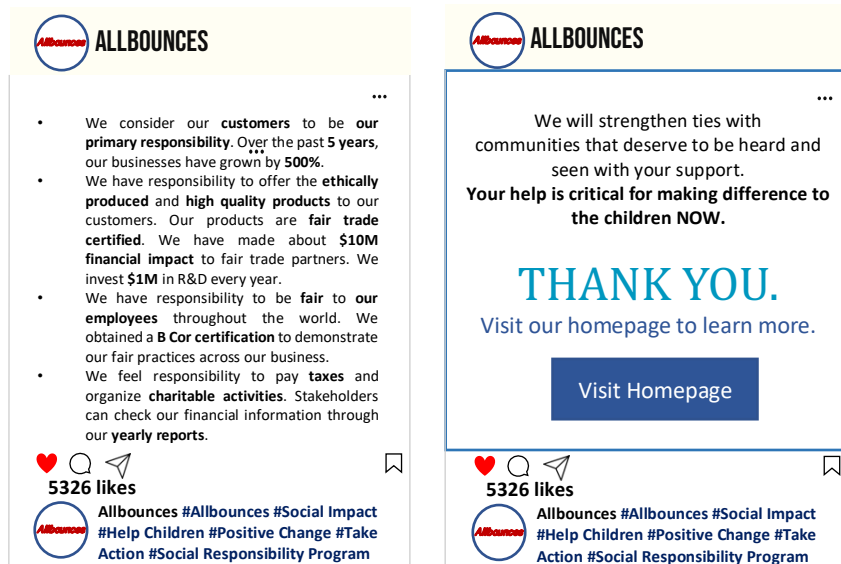 Allbounces ALLBOUNCES
...
• We consider our customers to be our
primary responsibility. Over the past 5 years,
...
our businesses have grown by 500%.
• We have responsibility to offer the ethically
produced and high quality products to our
customers. Our products are fair trade
certified. We have made about $10M
financial impact to fair trade partners. We
invest $1M in R&D every year.
• We have responsibility to be fair to our
employees throughout the world. We
obtained a B Cor certification to demonstrate
our fair practices across our business.
• We feel responsibility to pay taxes and
organize charitable activities. Stakeholders
can check our financial information through
our yearly reports.
5326 likes
Allbounces
Allbounces #Allbounces #Social Impact
#Help Children #Positive Change #Take
Action #Social Responsibility Program
Allbounces ALLBOUNCES
...
We will strengthen ties with
communities that deserve to be heard and
seen with your support.
Your help is critical for making difference to
the children NOW.
THANK YOU.
Visit our homepage to learn more.
Visit Homepage
5326 likes
Allbounces
Allbounces #Allbounces #Social Impact
#Help Children #Positive Change #Take
Action #Social Responsibility Program